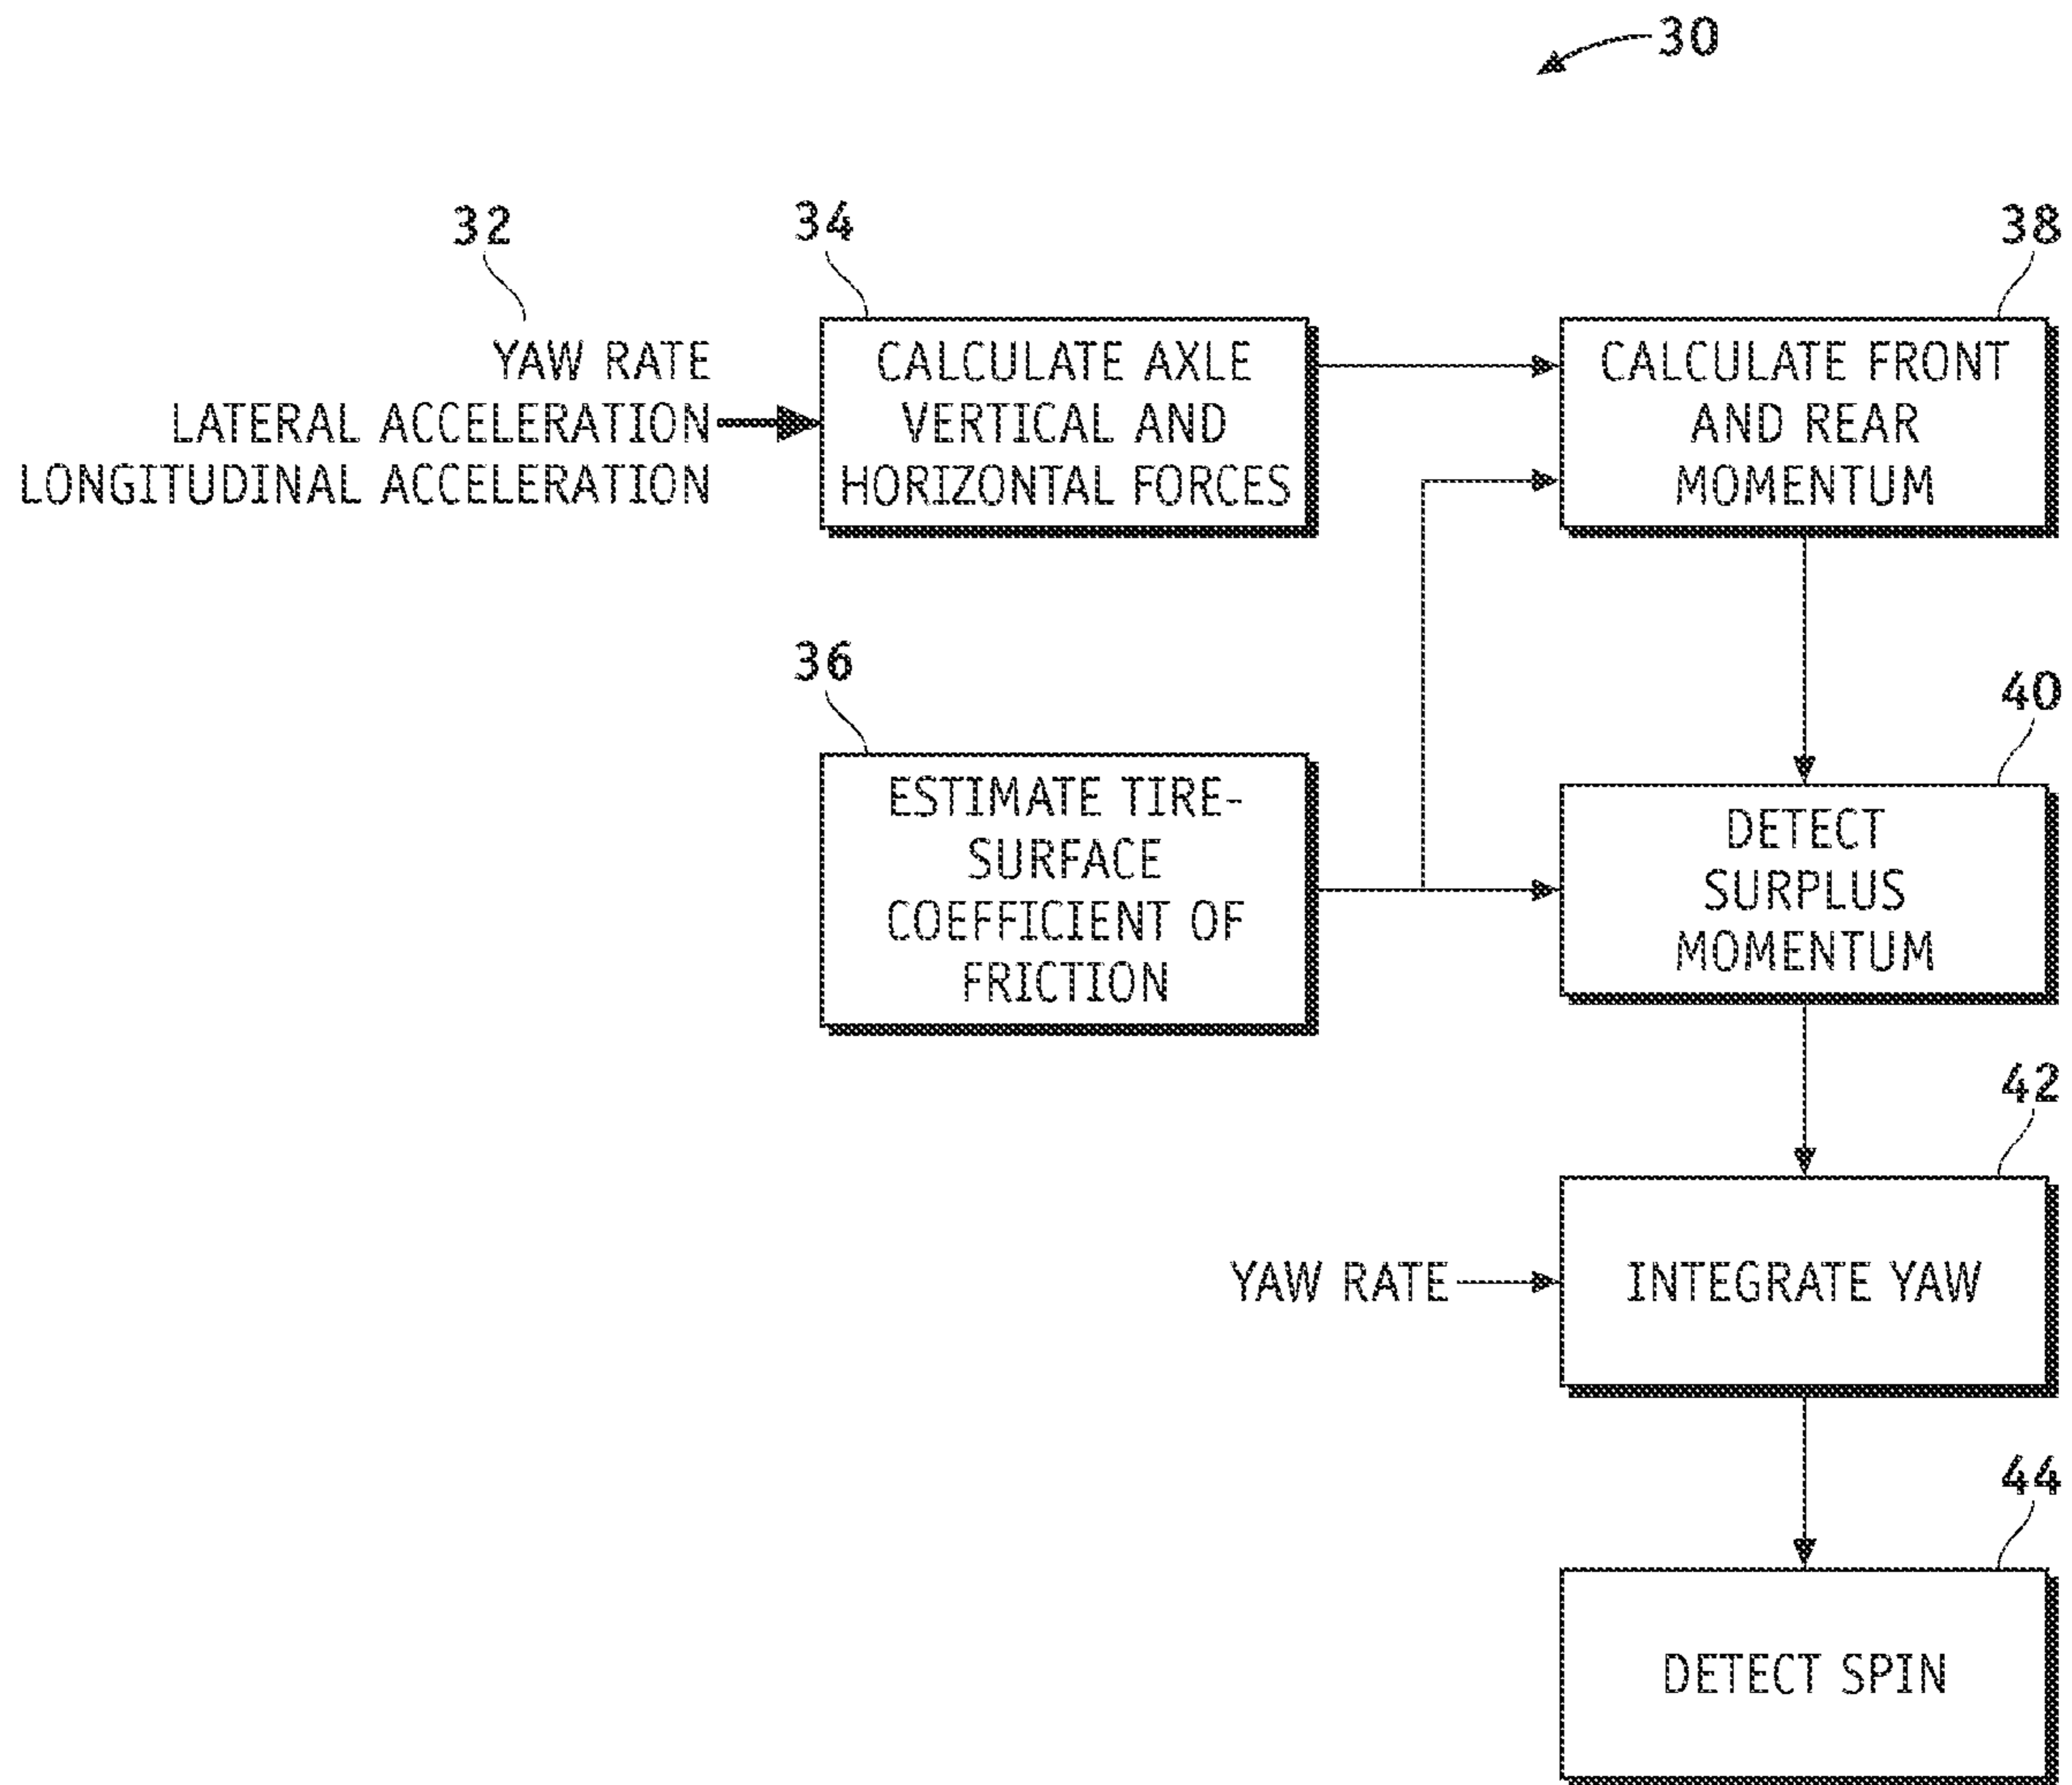 30
32
YAW RATE
LATERAL ACCELERATION
LONGITUDINAL ACCELERATION
34
CALCULATE AXLE
VERTICAL AND
HORIZONTAL FORCES
38
CALCULATE FRONT
AND REAR
MOMENTUM
36
ESTIMATE TIRE-
SURFACE
COEFFICIENT OF
FRICTION
40
DETECT
SURPLUS
MOMENTUM
42
YAW RATE
INTEGRATE YAW
44
DETECT SPIN